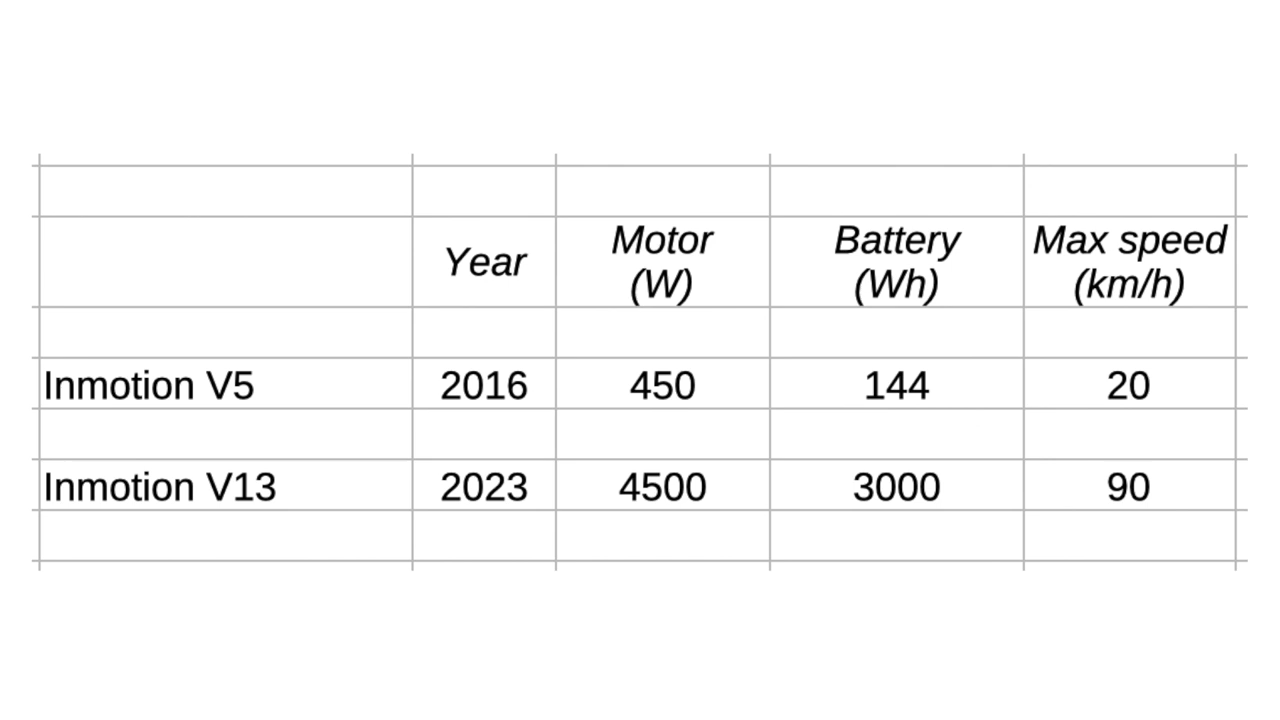 Year Motor (W) Battery (Wh) Max speed (km/h)
Inmotion V5 2016 450 144 20
Inmotion V13 2023 4500 3000 90